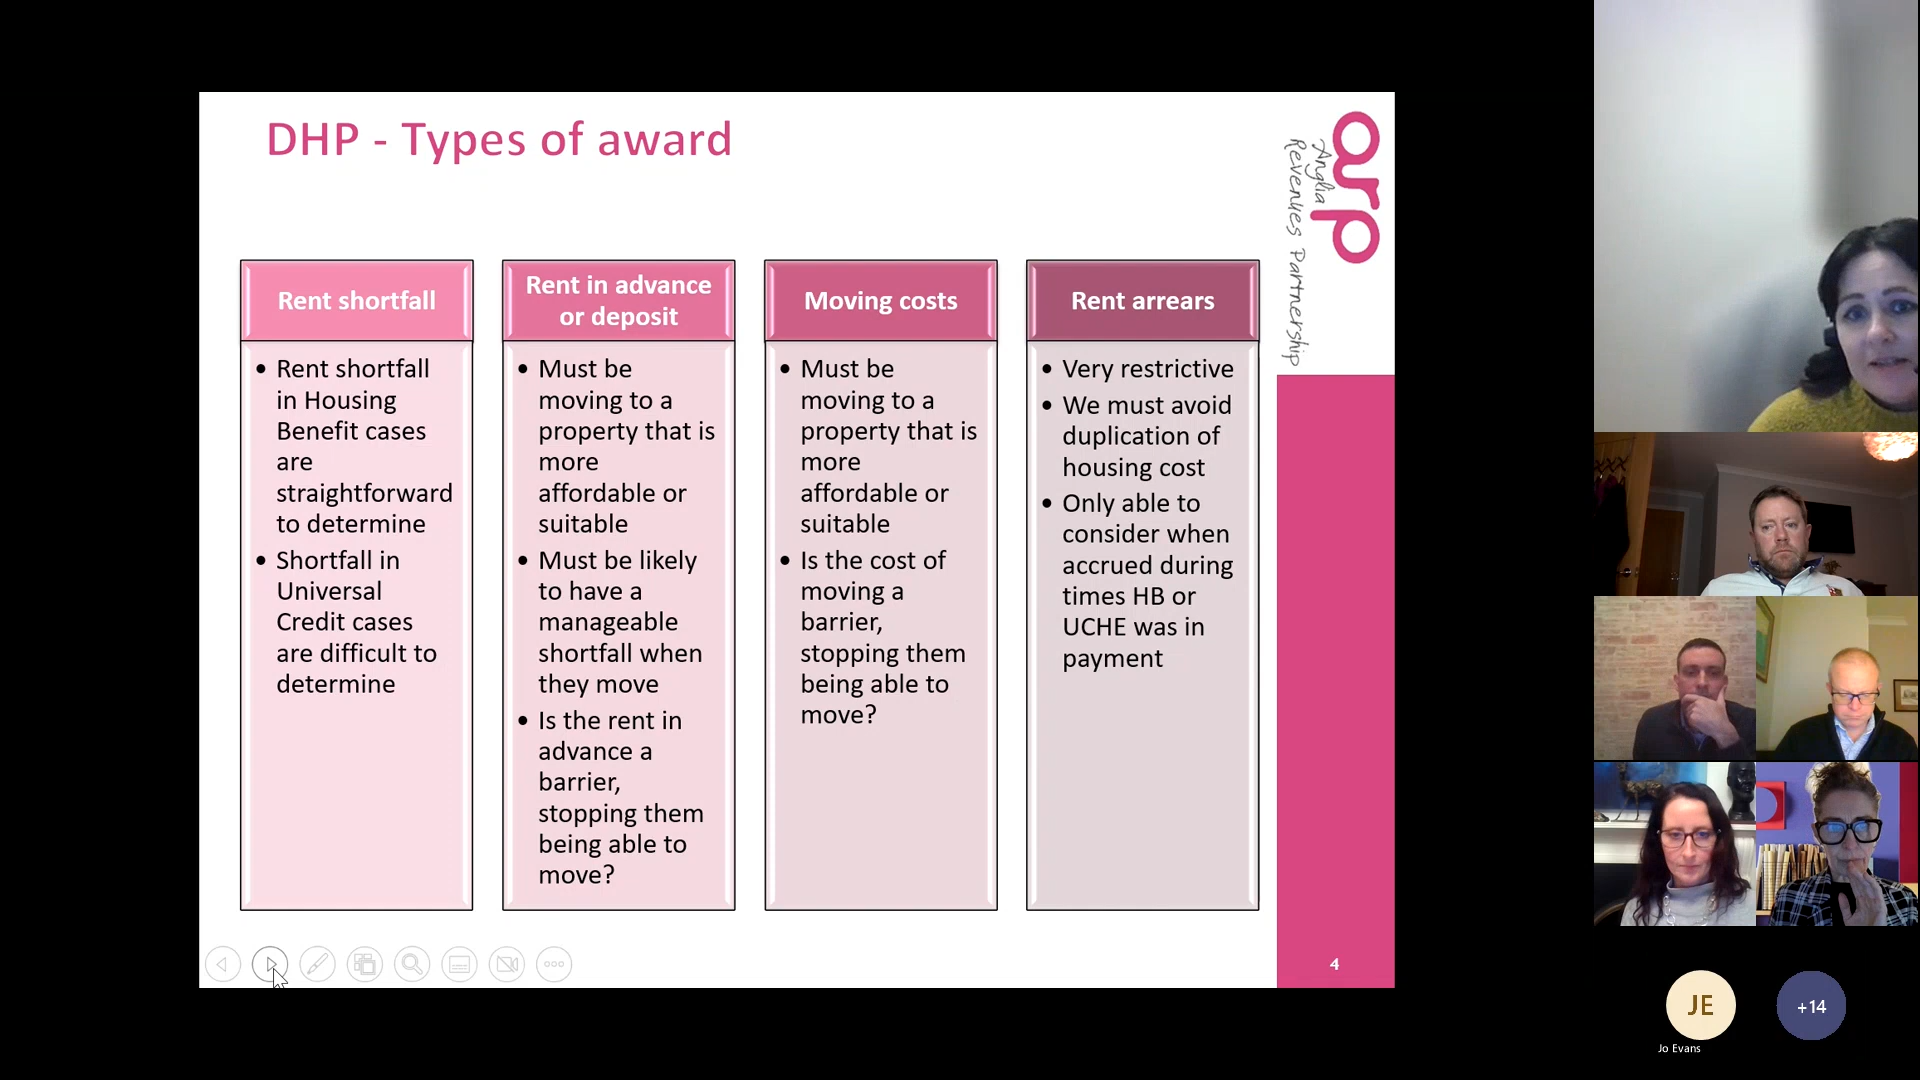 DHP - Types of award
arp
Anglia
Revenues Partnership
Rent shortfall
• Rent shortfall
in Housing
Benefit cases
are
straightforward
to determine
• Shortfall in
Universal
Credit cases
are difficult to
determine
Rent in advance
or deposit
• Must be
moving to a
property that is
more
affordable or
suitable
• Must be likely
to have a
manageable
shortfall when
they move
• Is the rent in
advance a
barrier,
stopping them
being able to
move?
Moving costs
• Must be
moving to a
property that is
more
affordable or
suitable
• Is the cost of
moving a
barrier,
stopping them
being able to
move?
Rent arrears
• Very restrictive
• We must avoid
duplication of
housing cost
• Only able to
consider when
accrued during
times HB or
UCHE was in
payment
4
JE
Jo Evans
+14